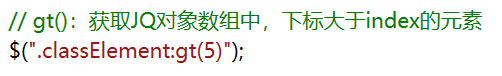 // gt()：获取JQ对象数组中，下标大于index的元素
$(".classElement:gt(5)");